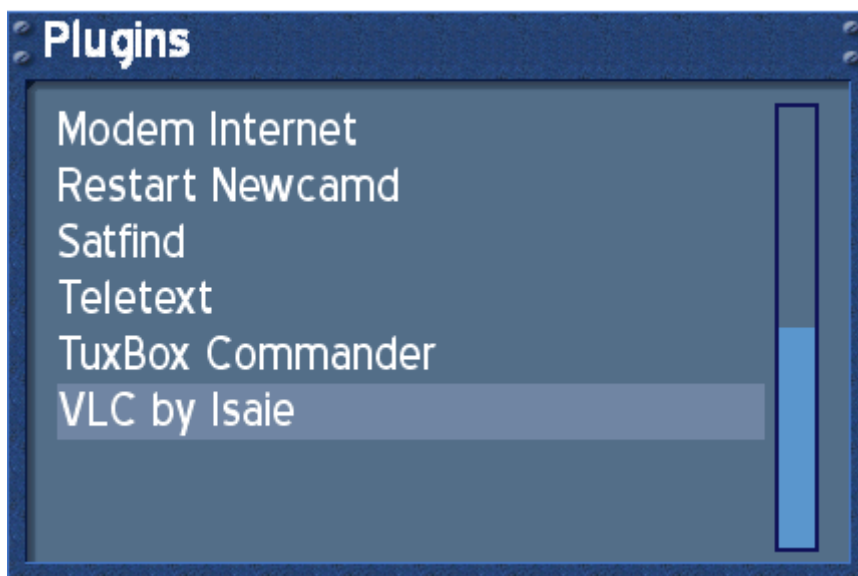 Plugins
Modem Internet
Restart Newcamd
Satfind
Teletext
TuxBox Commander
VLC by Isaie